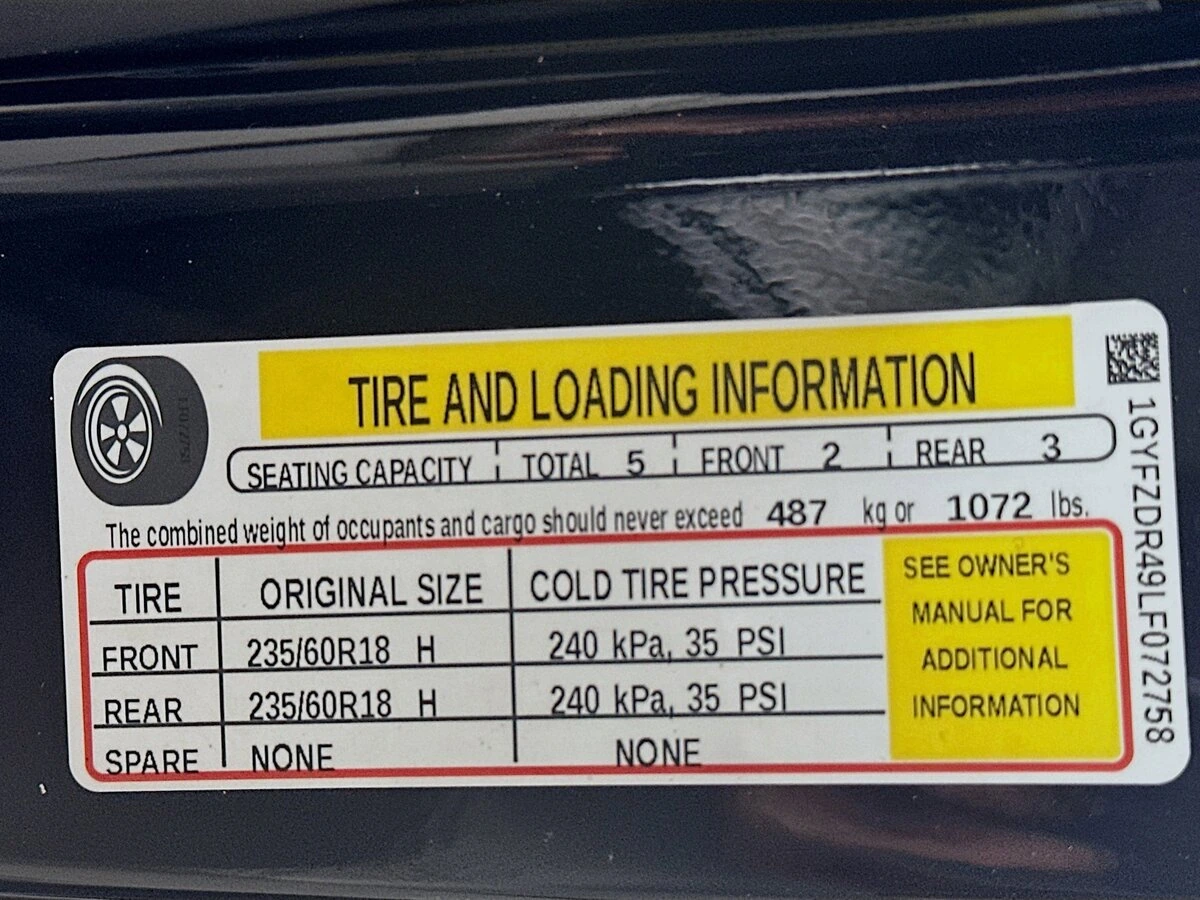 TIRE AND LOADING INFORMATION
SEATING CAPACITY TOTAL 5 FRONT 2 REAR 3
The combined weight of occupants and cargo should never exceed 487 kg or 1072 lbs.
TIRE ORIGINAL SIZE COLD TIRE PRESSURE
FRONT 235/60R18 H 240 kPa, 35 PSI
REAR 235/60R18 H 240 kPa, 35 PSI
SPARE NONE NONE
SEE OWNER'S
MANUAL FOR
ADDITIONAL
INFORMATION
1GYFZDR49LF072758